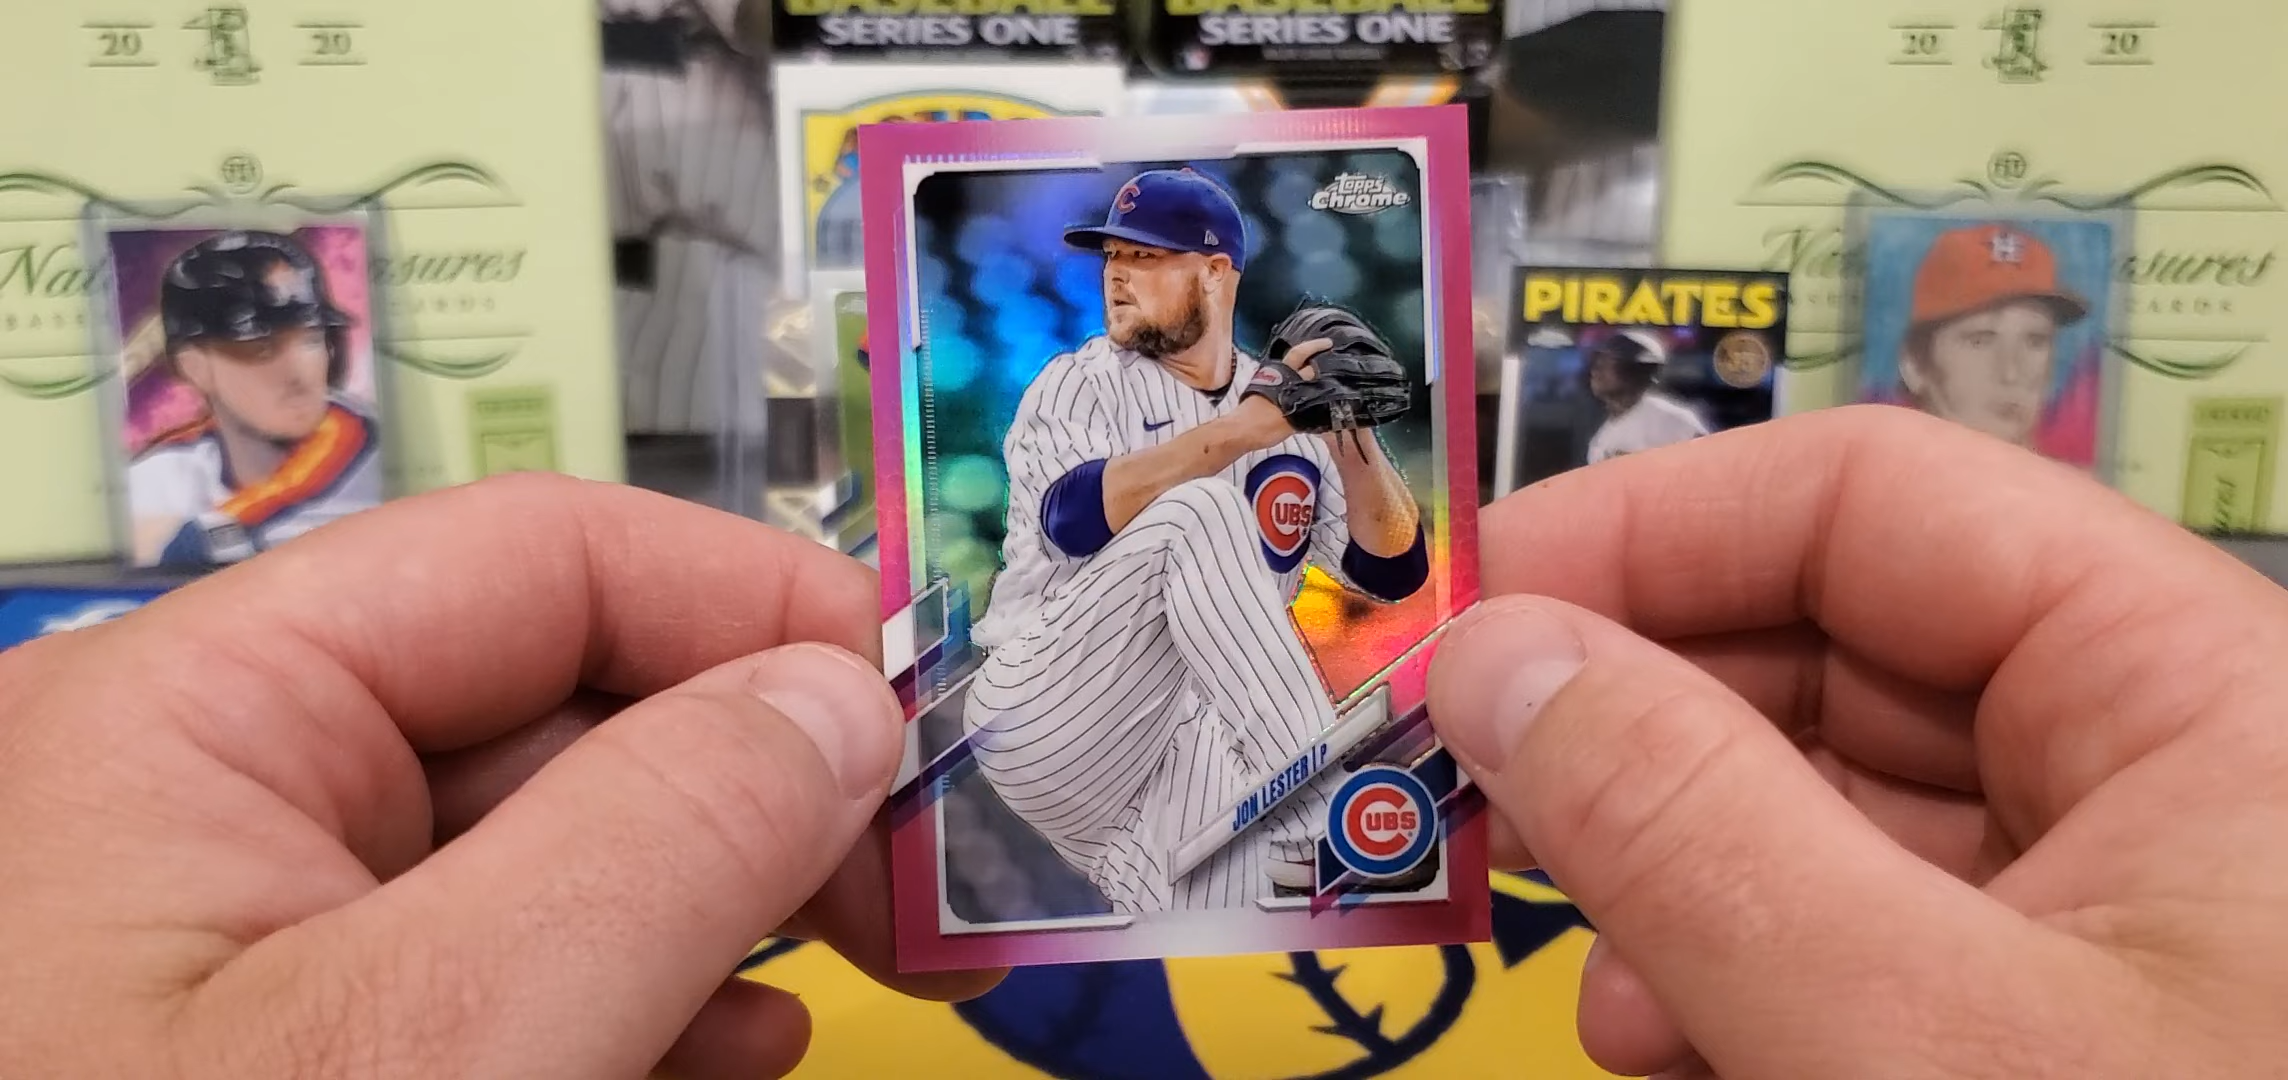 20 20
SERIES ONE
SERIES ONE
20 20
Topps
Chrome
C
PIRATES
H
CUBS
JON LESTER | P
CUBS